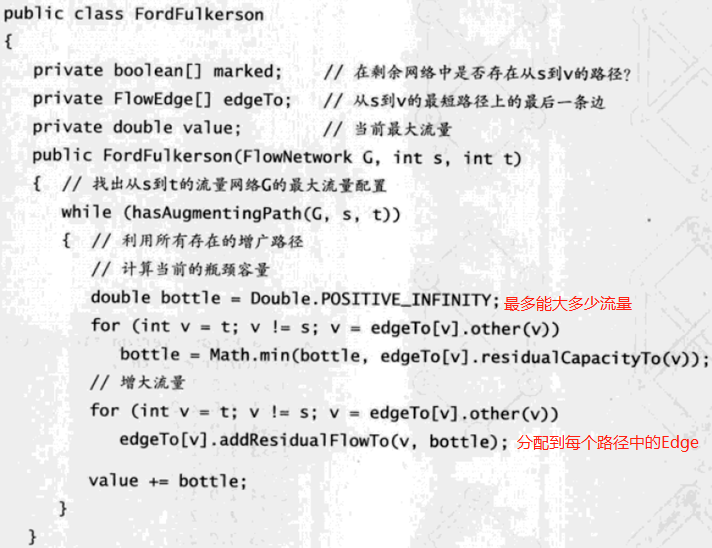 public class FordFulkerson
{
private boolean[] marked; // 在剩余网络中是否存在从s到v的路径?
private FlowEdge[] edgeTo; // 从s到v的最短路径上的最后一条边
private double value; // 当前最大流量
public FordFulkerson(FlowNetwork G, int s, int t)
{ // 找出从s到t的流量网络G的最大流量配置
while (hasAugmentingPath(G, s, t))
{ // 利用所有存在的增广路径
// 计算当前的瓶颈容量
double bottle = Double.POSITIVE_INFINITY; 最多能大多少流量
for (int v = t; v != s; v = edgeTo[v].other(v))
bottle = Math.min(bottle, edgeTo[v].residualCapacityTo(v));
// 增大流量
for (int v = t; v != s; v = edgeTo[v].other(v))
edgeTo[v].addResidualFlowTo(v, bottle); 分配到每个路径中的Edge
value += bottle;
}
}